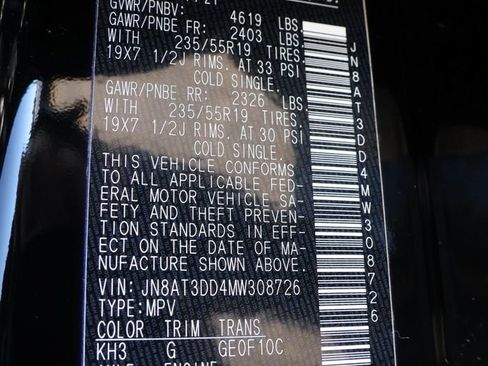 GVWR/PNBV: 4619 LBS.
GAWR/PNBE FR: 2403 LBS.
WITH 235/55R19 TIRES.
19X7 1/2J RIMS. AT 33 PSI
COLD SINGLE.
GAWR/PNBE RR: 2326 LBS.
WITH 235/55R19 TIRES.
19X7 1/2J RIMS. AT 30 PSI
COLD SINGLE.
THIS VEHICLE CONFORMS
TO ALL APPLICABLE FED-
ERAL MOTOR VEHICLE SA-
FETY AND THEFT PREVEN-
TION STANDARDS IN EFF-
ECT ON THE DATE OF MA-
NUFACTURE SHOWN ABOVE.
VIN: JN8AT3DD4MW308726
TYPE:MPV
COLOR TRIM TRANS
KH3 G GE0F10C
ENGINE
JN8AT3DD4MW308726